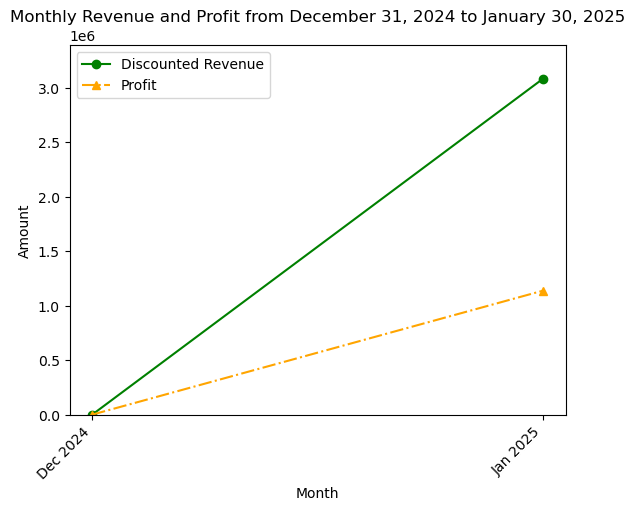 Monthly Revenue and Profit from December 31, 2024 to January 30, 2025
1e6
Discounted Revenue
Profit
3.0
2.5
2.0
1.5
1.0
0.5
0.0
Amount
Dec 2024
Jan 2025
Month